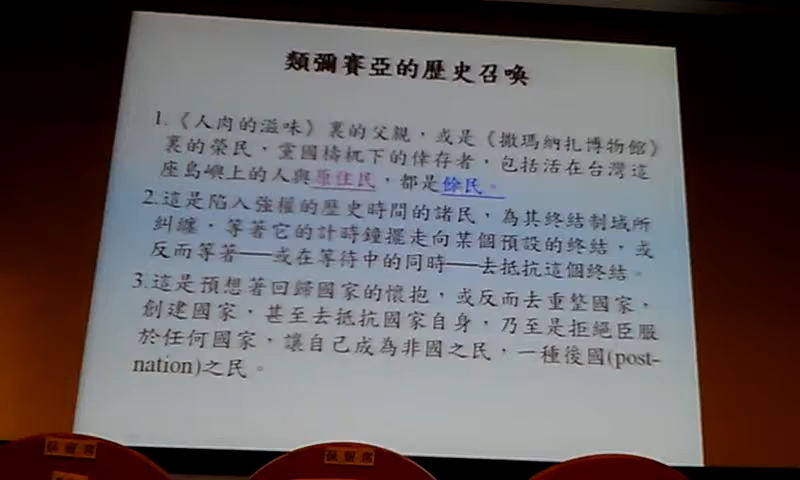 類彌賽亞的歷史召喚
1.《人肉的滋味》裏的父親，或是《撒瑪納扎博物館》
裏的榮民，黨國檮杌下的倖存者，包括活在台灣這
座島嶼上的人與原住民，都是餘民。
2.這是陷入強權的歷史時間的諸民，為其終結制域所
糾纏，等著它的計時鐘擺走向某個預設的終結，或
反而等著──或在等待中的同時──去抵抗這個終結。
3.這是預想著回歸國家的懷抱，或反而去重整國家，
創建國家，甚至去抵抗國家自身，乃至是拒絕臣服
於任何國家，讓自己成為非國之民，一種後國(post-
nation)之民。
保留席
保留席